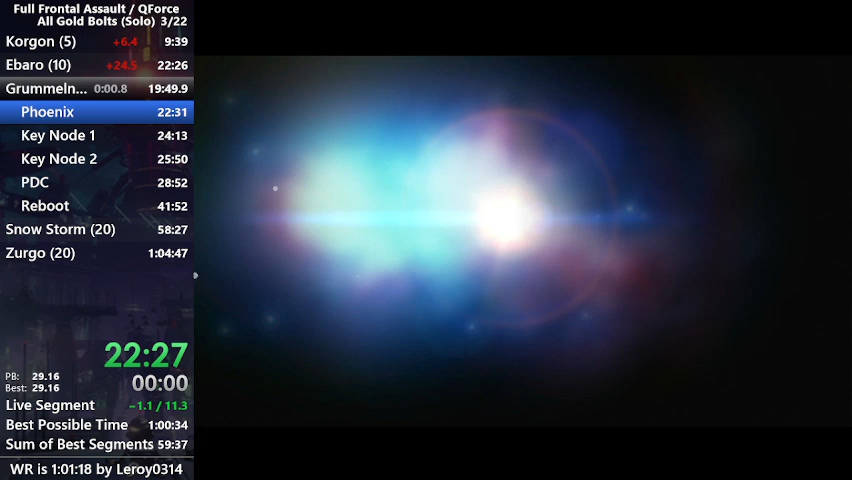 Full Frontal Assault / QForce
All Gold Bolts (Solo) 3/22
Korgon (5) +6.4 9:39
Ebaro (10) +24.5 22:26
Grummeln... 0:00.8 19:49.9
Phoenix 22:31
Key Node 1 24:13
Key Node 2 25:50
PDC 28:52
Reboot 41:52
Snow Storm (20) 58:27
Zurgo (20) 1:04:47
22:27
PB: 29.16
Best: 29.16 00:00
Live Segment −1.1 / 11.3
Best Possible Time 1:00:34
Sum of Best Segments 59:37
WR is 1:01:18 by Leroy0314